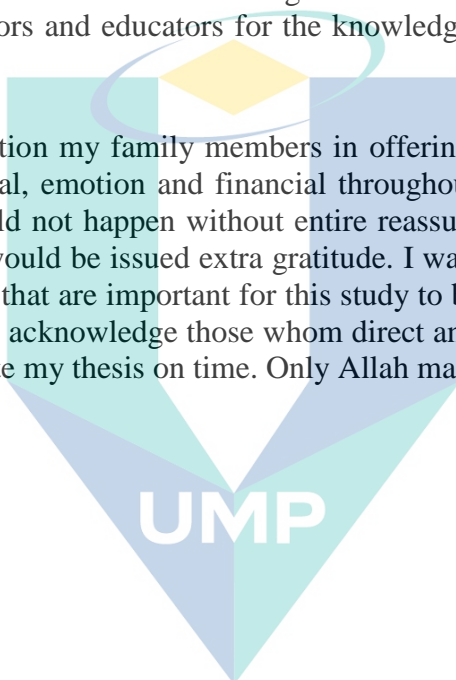 ors and educators for the knowledg
tion my family members in offerin
al, emotion and financial throughou
ld not happen without entire reassu
would be issued extra gratitude. I wa
that are important for this study to b
acknowledge those whom direct an
te my thesis on time. Only Allah ma
UMP